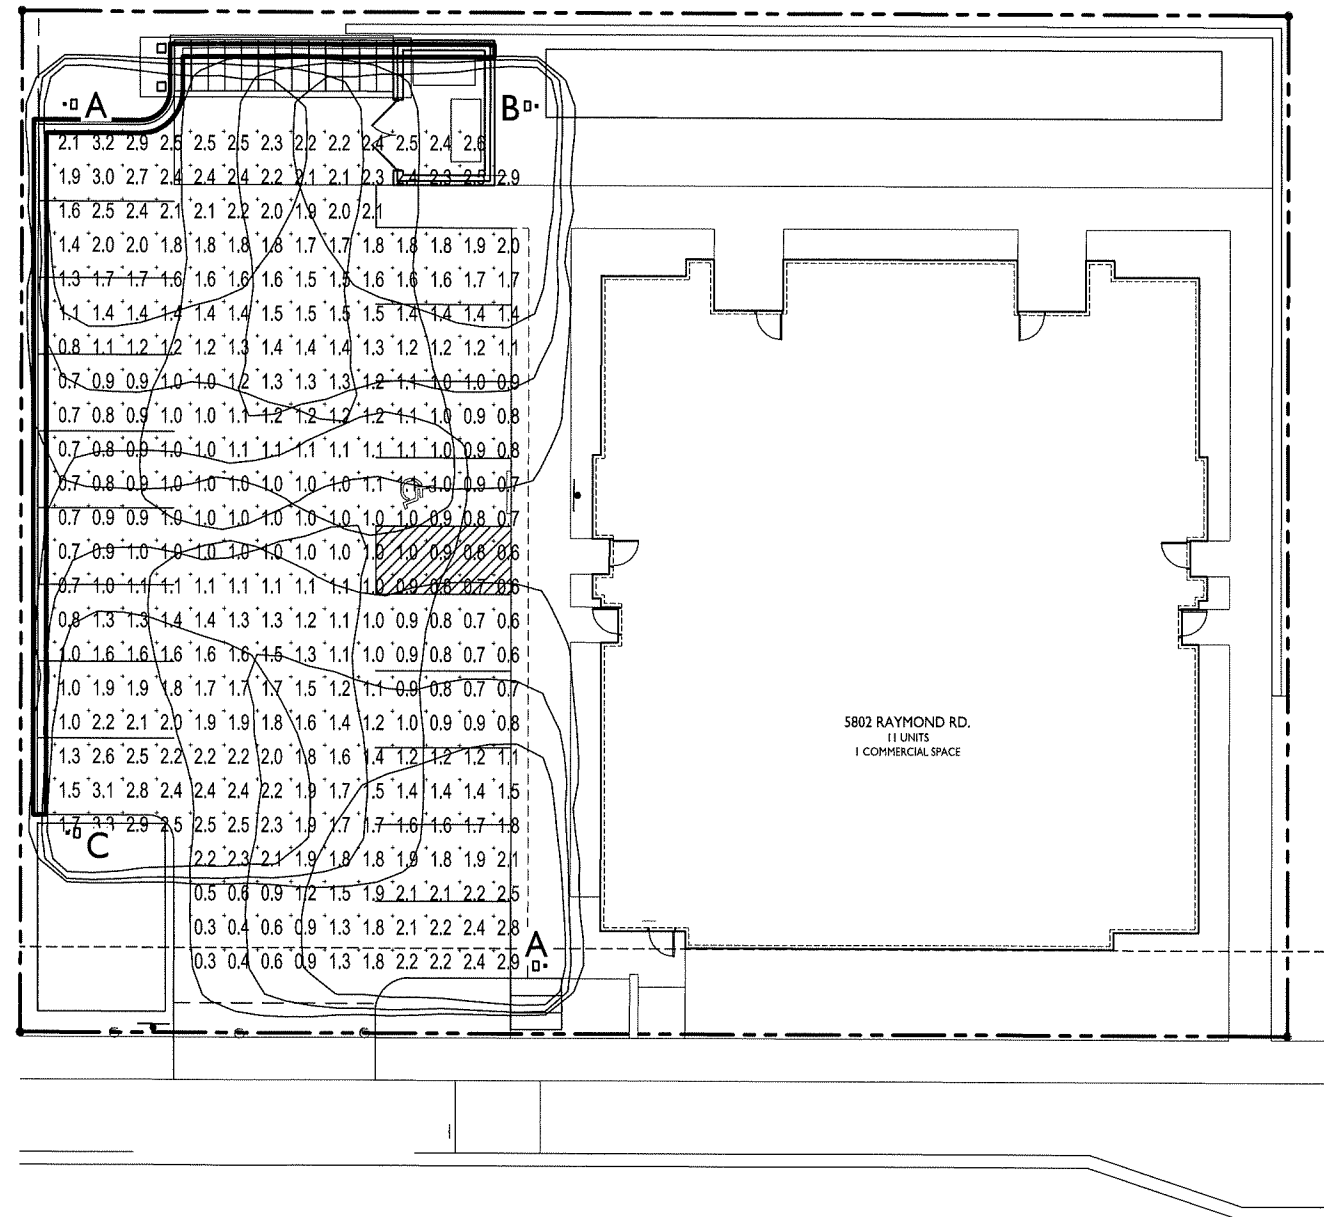 A
B
2.1 3.2 2.9 2.5 2.5 2.5 2.3 2.2 2.2 2.4 2.5 2.4 2.6
1.9 3.0 2.7 2.4 2.4 2.4 2.2 2.1 2.1 2.3 2.4 2.3 2.5 2.9
1.6 2.5 2.4 2.1 2.1 2.2 2.0 1.9 2.0 2.1
1.4 2.0 2.0 1.8 1.8 1.8 1.8 1.7 1.7 1.8 1.8 1.8 1.9 2.0
1.3 1.7 1.7 1.6 1.6 1.6 1.6 1.5 1.5 1.6 1.6 1.6 1.7 1.7
1.1 1.4 1.4 1.4 1.4 1.4 1.5 1.5 1.5 1.5 1.4 1.4 1.4 1.4
0.8 1.1 1.2 1.2 1.2 1.3 1.4 1.4 1.4 1.3 1.2 1.2 1.2 1.1
0.7 0.9 0.9 1.0 1.0 1.2 1.3 1.3 1.3 1.2 1.1 1.0 1.0 0.9
0.7 0.8 0.9 1.0 1.0 1.1 1.2 1.2 1.2 1.2 1.1 1.0 0.9 0.8
0.7 0.8 0.9 1.0 1.0 1.1 1.1 1.1 1.1 1.1 1.1 1.0 0.9 0.8
0.7 0.8 0.9 1.0 1.0 1.0 1.0 1.0 1.0 1.1 1.0 0.9 0.7
0.7 0.9 0.9 1.0 1.0 1.0 1.0 1.0 1.0 1.0 1.0 0.9 0.8 0.7
0.7 0.9 1.0 1.0 1.0 1.0 1.0 1.0 1.0 1.0 1.0 0.9 0.8 0.6
0.7 1.0 1.1 1.1 1.1 1.1 1.1 1.1 1.1 1.0 0.9 0.8 0.7 0.6
0.8 1.3 1.3 1.4 1.4 1.3 1.3 1.2 1.1 1.0 0.9 0.8 0.7 0.6
1.0 1.6 1.6 1.6 1.6 1.6 1.5 1.3 1.1 1.0 0.9 0.8 0.7 0.6
1.0 1.9 1.9 1.8 1.7 1.7 1.7 1.5 1.2 1.1 0.9 0.8 0.7 0.7
1.0 2.2 2.1 2.0 1.9 1.9 1.8 1.6 1.4 1.2 1.0 0.9 0.9 0.8
1.3 2.6 2.5 2.2 2.2 2.2 2.0 1.8 1.6 1.4 1.2 1.2 1.2 1.1
1.5 3.1 2.8 2.4 2.4 2.4 2.2 1.9 1.7 1.5 1.4 1.4 1.4 1.5
1.7 3.3 2.9 2.5 2.5 2.5 2.3 1.9 1.7 1.7 1.6 1.6 1.7 1.8
C
2.2 2.3 2.1 1.9 1.8 1.8 1.9 1.8 1.9 2.1
0.5 0.6 0.9 1.2 1.5 1.9 2.1 2.1 2.2 2.5
0.3 0.4 0.6 0.9 1.3 1.8 2.1 2.2 2.4 2.8
0.3 0.4 0.6 0.9 1.3 1.8 2.2 2.2 2.4 2.9
A
5802 RAYMOND RD.
11 UNITS
1 COMMERCIAL SPACE